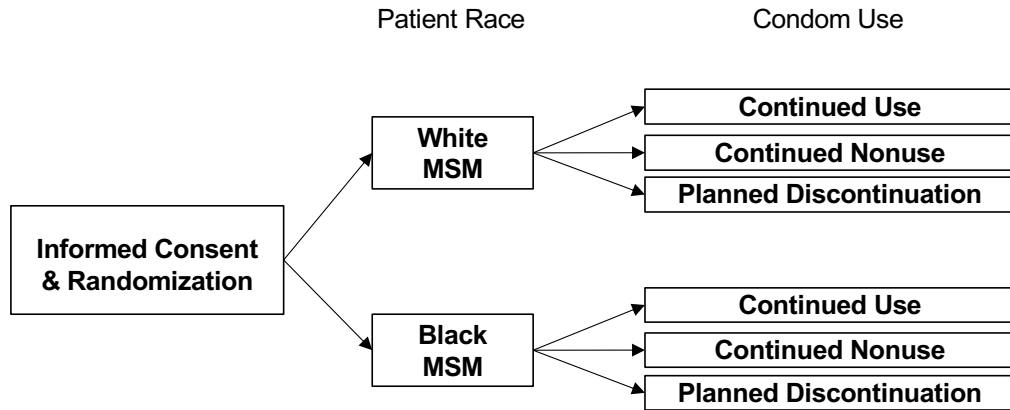 Patient Race
Condom Use
Informed Consent
& Randomization
White
MSM
Continued Use
Continued Nonuse
Planned Discontinuation
Black
MSM
Continued Use
Continued Nonuse
Planned Discontinuation